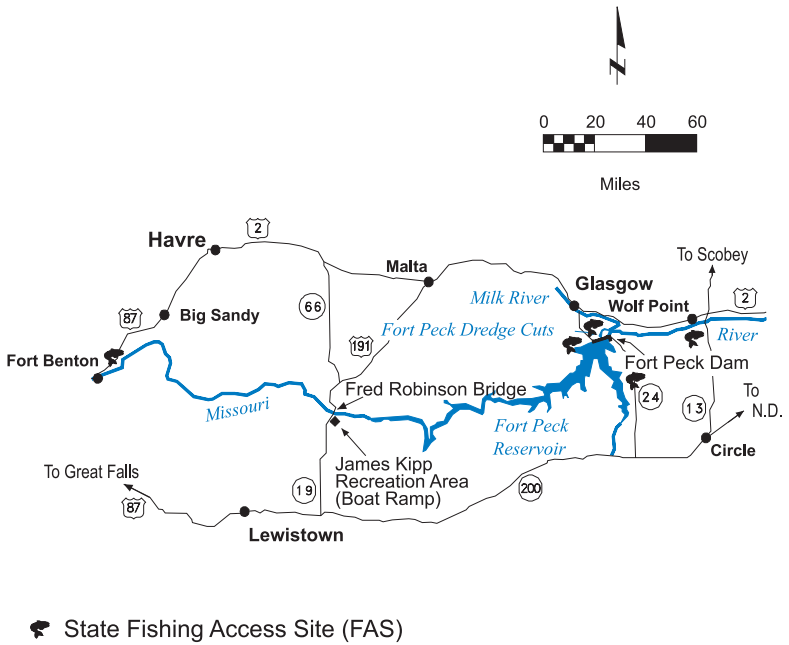 N
0 20 40 60
Miles
2
Havre
To Scobey
Malta
Glasgow
Milk River
Wolf Point
2
66
87
Big Sandy
Fort Peck Dredge Cuts
River
191
Fort Benton
Fort Peck Dam
Fred Robinson Bridge
24
To
N.D.
13
Missouri
Fort Peck
Reservoir
Circle
James Kipp
Recreation Area
(Boat Ramp)
To Great Falls
19
200
87
Lewistown
State Fishing Access Site (FAS)